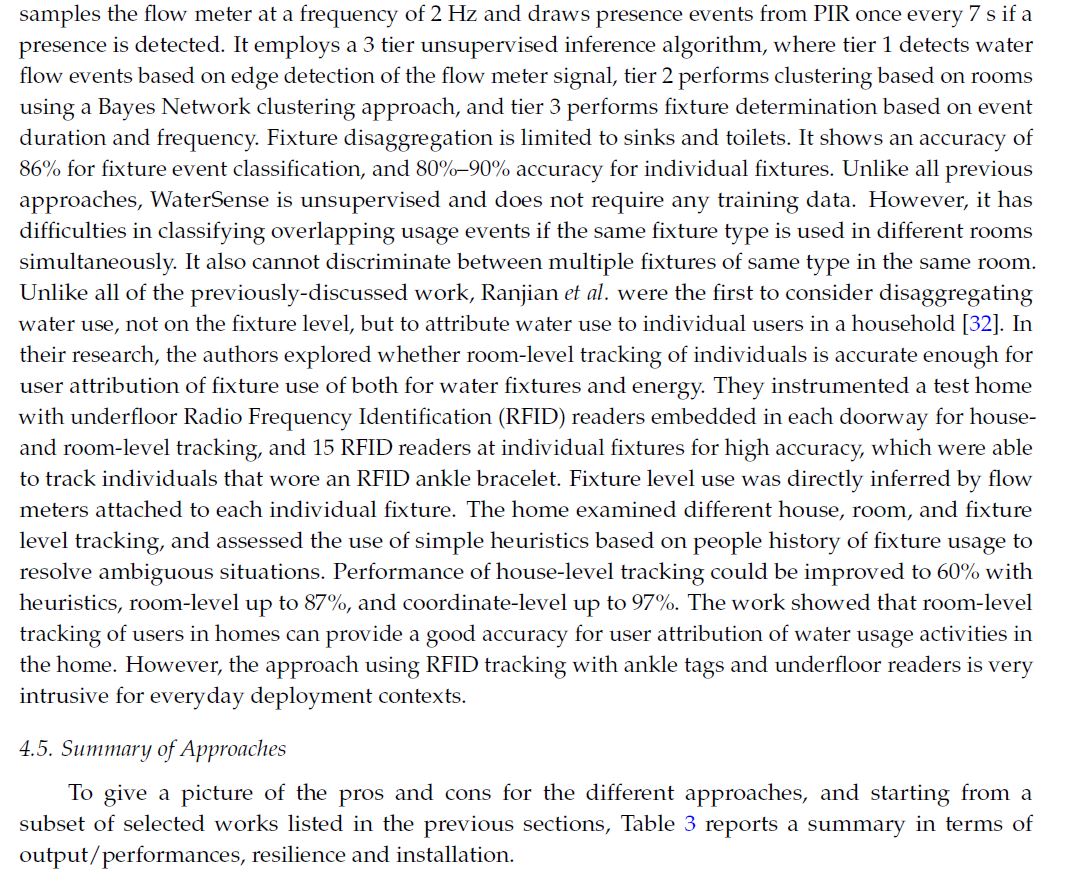 samples the flow meter at a frequency of 2 Hz and draws presence events from PIR once every 7 s if a
presence is detected. It employs a 3 tier unsupervised inference algorithm, where tier 1 detects water
flow events based on edge detection of the flow meter signal, tier 2 performs clustering based on rooms
using a Bayes Network clustering approach, and tier 3 performs fixture determination based on event
duration and frequency. Fixture disaggregation is limited to sinks and toilets. It shows an accuracy of
86% for fixture event classification, and 80%–90% accuracy for individual fixtures. Unlike all previous
approaches, WaterSense is unsupervised and does not require any training data. However, it has
difficulties in classifying overlapping usage events if the same fixture type is used in different rooms
simultaneously. It also cannot discriminate between multiple fixtures of same type in the same room.
Unlike all of the previously-discussed work, Ranjian et al. were the first to consider disaggregating
water use, not on the fixture level, but to attribute water use to individual users in a household [32]. In
their research, the authors explored whether room-level tracking of individuals is accurate enough for
user attribution of fixture use of both for water fixtures and energy. They instrumented a test home
with underfloor Radio Frequency Identification (RFID) readers embedded in each doorway for house-
and room-level tracking, and 15 RFID readers at individual fixtures for high accuracy, which were able
to track individuals that wore an RFID ankle bracelet. Fixture level use was directly inferred by flow
meters attached to each individual fixture. The home examined different house, room, and fixture
level tracking, and assessed the use of simple heuristics based on people history of fixture usage to
resolve ambiguous situations. Performance of house-level tracking could be improved to 60% with
heuristics, room-level up to 87%, and coordinate-level up to 97%. The work showed that room-level
tracking of users in homes can provide a good accuracy for user attribution of water usage activities in
the home. However, the approach using RFID tracking with ankle tags and underfloor readers is very
intrusive for everyday deployment contexts.
4.5. Summary of Approaches
To give a picture of the pros and cons for the different approaches, and starting from a
subset of selected works listed in the previous sections, Table 3 reports a summary in terms of
output/performances, resilience and installation.